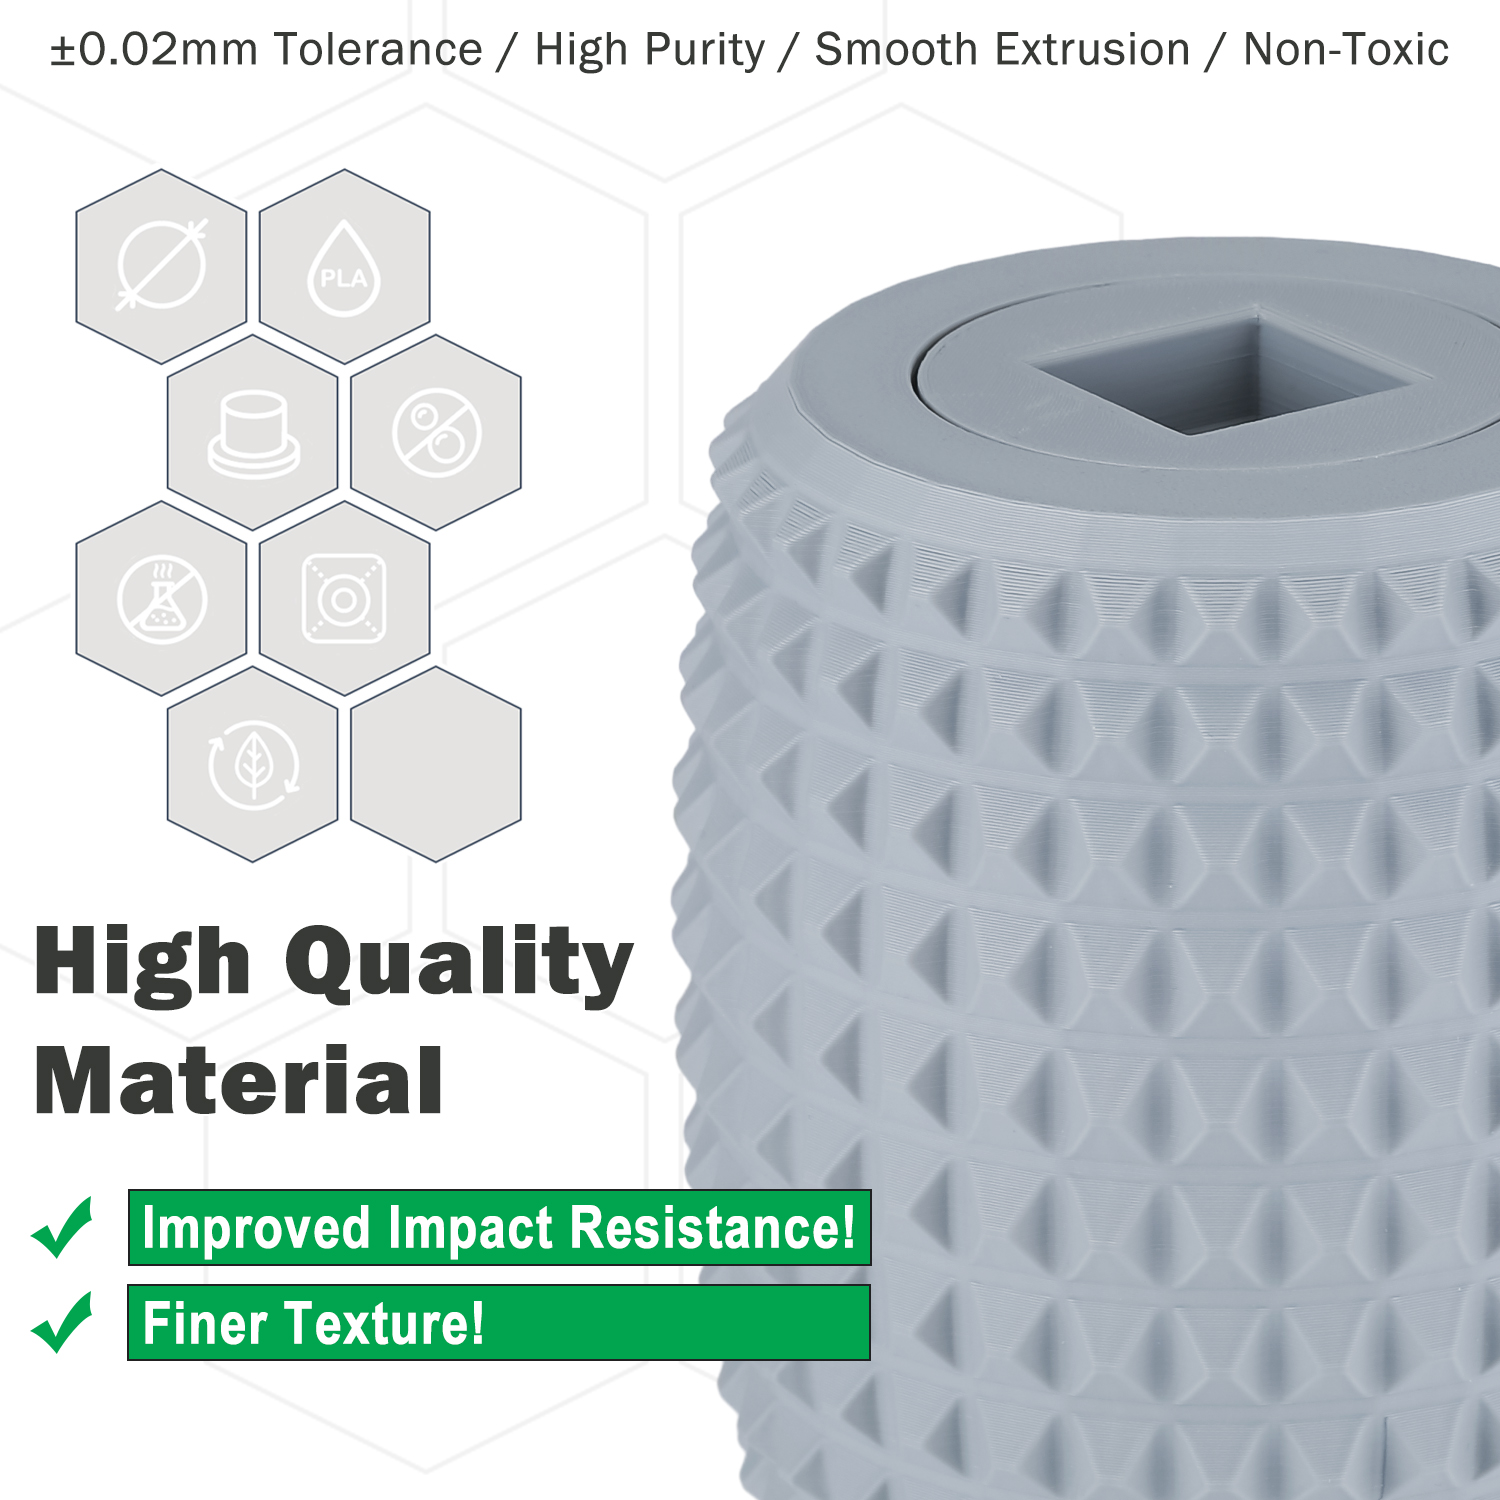 ±0.02mm Tolerance / High Purity / Smooth Extrusion / Non-Toxic
PLA
High Quality
Material
Improved Impact Resistance!
Finer Texture!